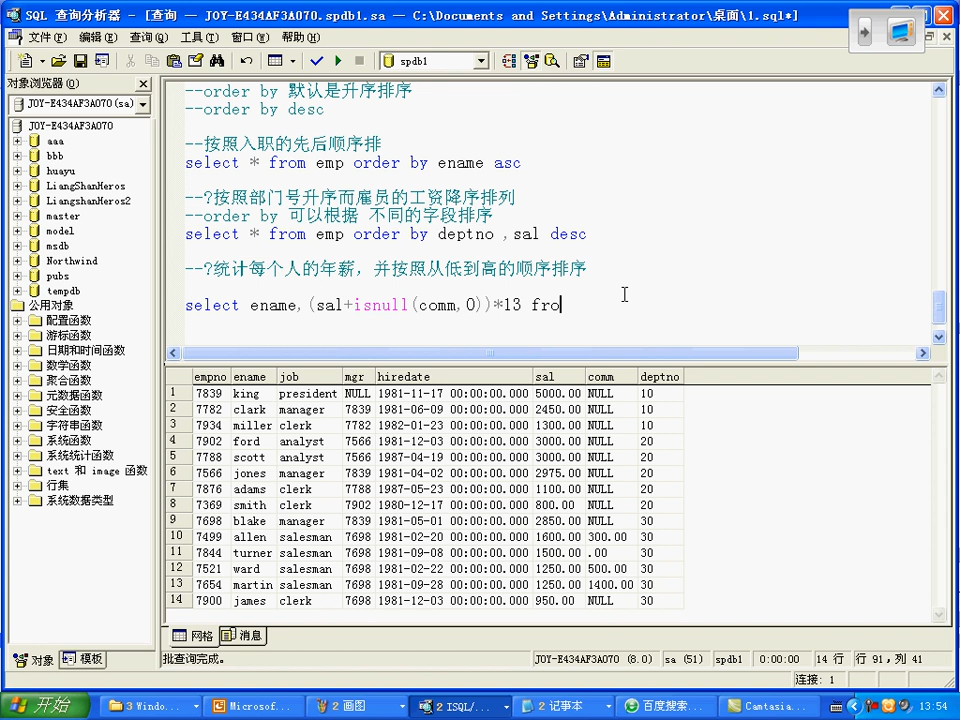 SQL 查询分析器 - [查询 — JOY-E434AF3A070.spdb1.sa — C:\Documents and Settings\Administrator\桌面\1.sql*]
文件(F) 编辑(E) 查询(Q) 工具(T) 窗口(W) 帮助(H)
spdb1
对象浏览器(O)
JOY-E434AF3A070(sa)
JOY-E434AF3A070
aaa
bbb
huayu
LiangShanHeros
LiangshanHeros2
master
model
msdb
Northwind
pubs
tempdb
公用对象
配置函数
游标函数
日期和时间函数
数学函数
聚合函数
元数据函数
安全函数
字符串函数
系统函数
系统统计函数
text 和 image 函数
行集
系统数据类型
对象 模板
--order by 默认是升序排序
--order by desc
--按照入职的先后顺序排
select * from emp order by ename asc
--?按照部门号升序而雇员的工资降序排列
--order by 可以根据 不同的字段排序
select * from emp order by deptno ,sal desc
--?统计每个人的年薪，并按照从低到高的顺序排序
select ename,(sal+isnull(comm,0))*13 fro
empno ename job mgr hiredate sal comm deptno
1 7839 king president NULL 1981-11-17 00:00:00.000 5000.00 NULL 10
2 7782 clark manager 7839 1981-06-09 00:00:00.000 2450.00 NULL 10
3 7934 miller clerk 7782 1982-01-23 00:00:00.000 1300.00 NULL 10
4 7902 ford analyst 7566 1981-12-03 00:00:00.000 3000.00 NULL 20
5 7788 scott analyst 7566 1987-04-19 00:00:00.000 3000.00 NULL 20
6 7566 jones manager 7839 1981-04-02 00:00:00.000 2975.00 NULL 20
7 7876 adams clerk 7788 1987-05-23 00:00:00.000 1100.00 NULL 20
8 7369 smith clerk 7902 1980-12-17 00:00:00.000 800.00 NULL 20
9 7698 blake manager 7839 1981-05-01 00:00:00.000 2850.00 NULL 30
10 7499 allen salesman 7698 1981-02-20 00:00:00.000 1600.00 300.00 30
11 7844 turner salesman 7698 1981-09-08 00:00:00.000 1500.00 .00 30
12 7521 ward salesman 7698 1981-02-22 00:00:00.000 1250.00 500.00 30
13 7654 martin salesman 7698 1981-09-28 00:00:00.000 1250.00 1400.00 30
14 7900 james clerk 7698 1981-12-03 00:00:00.000 950.00 NULL 30
网格 消息
批查询完成。 JOY-E434AF3A070 (8.0) sa (51) spdb1 0:00:00 14 行 行 91，列 41
连接: 1
开始 3 Windo... Microsof... 2 画图 2 ISQL/... 2 记事本 百度搜索... Camtasia... 13:54